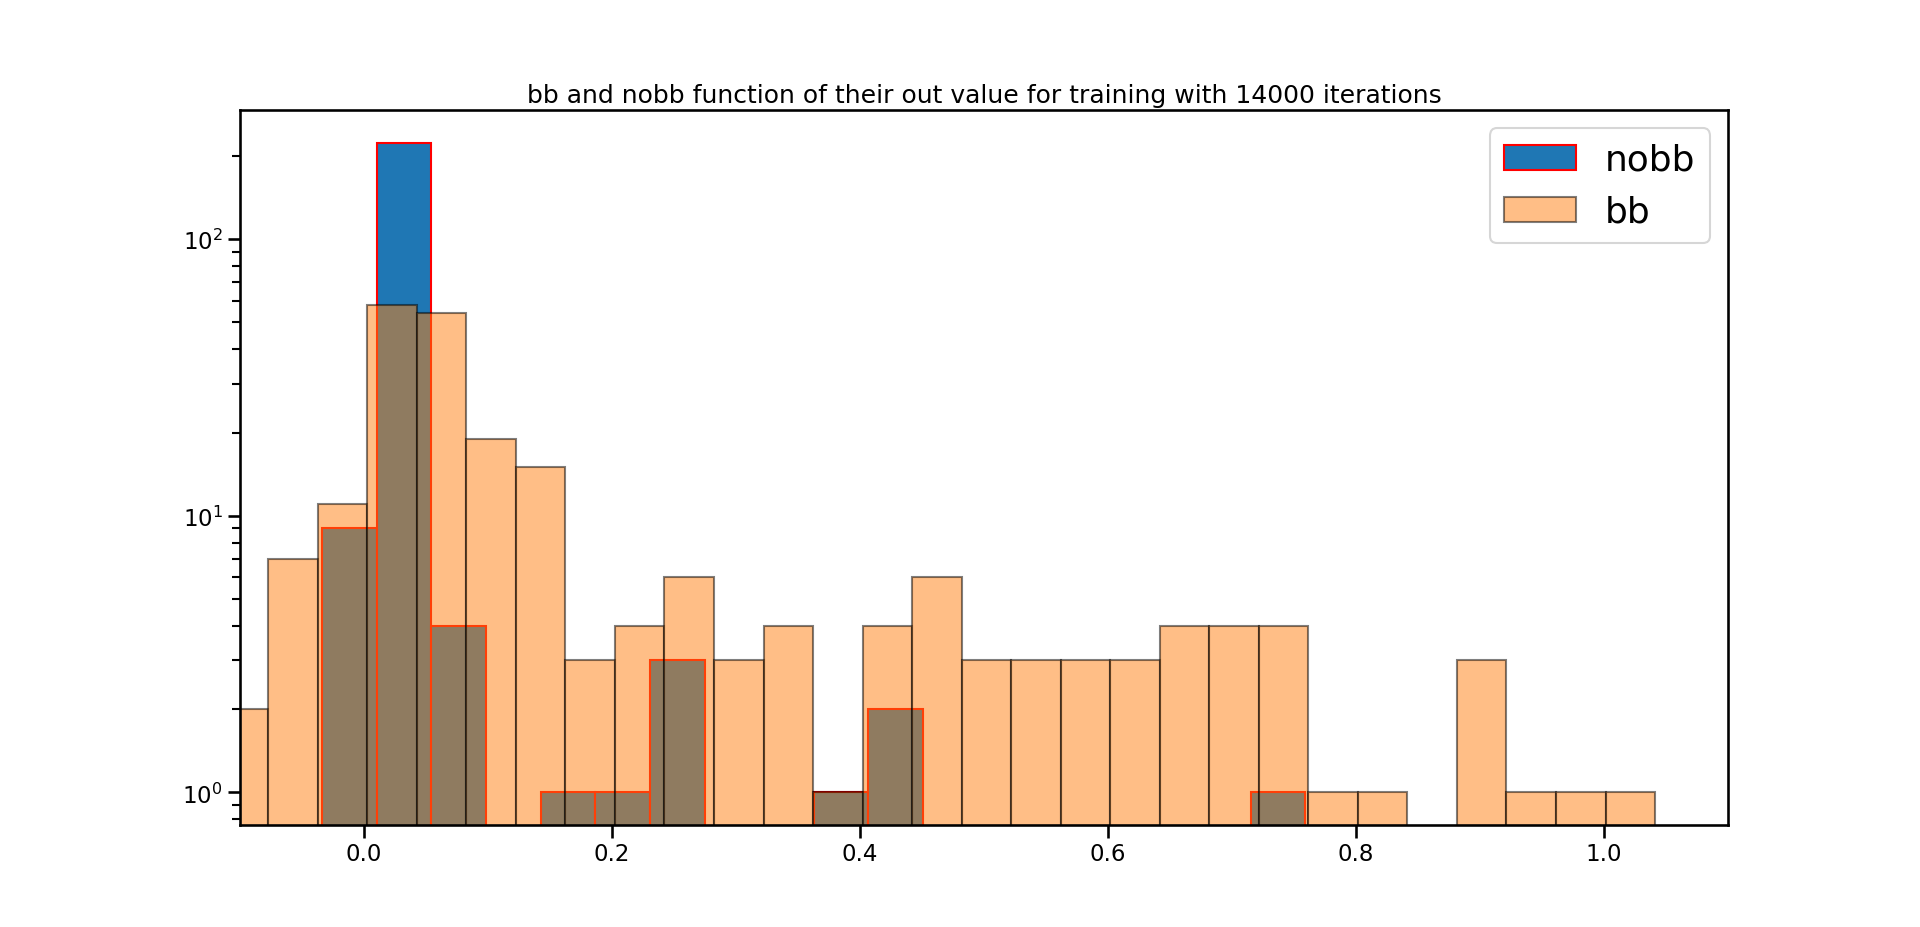 bb and nobb function of their out value for training with 14000 iterations
nobb
bb
10²
10¹
10⁰
0.0 0.2 0.4 0.6 0.8 1.0